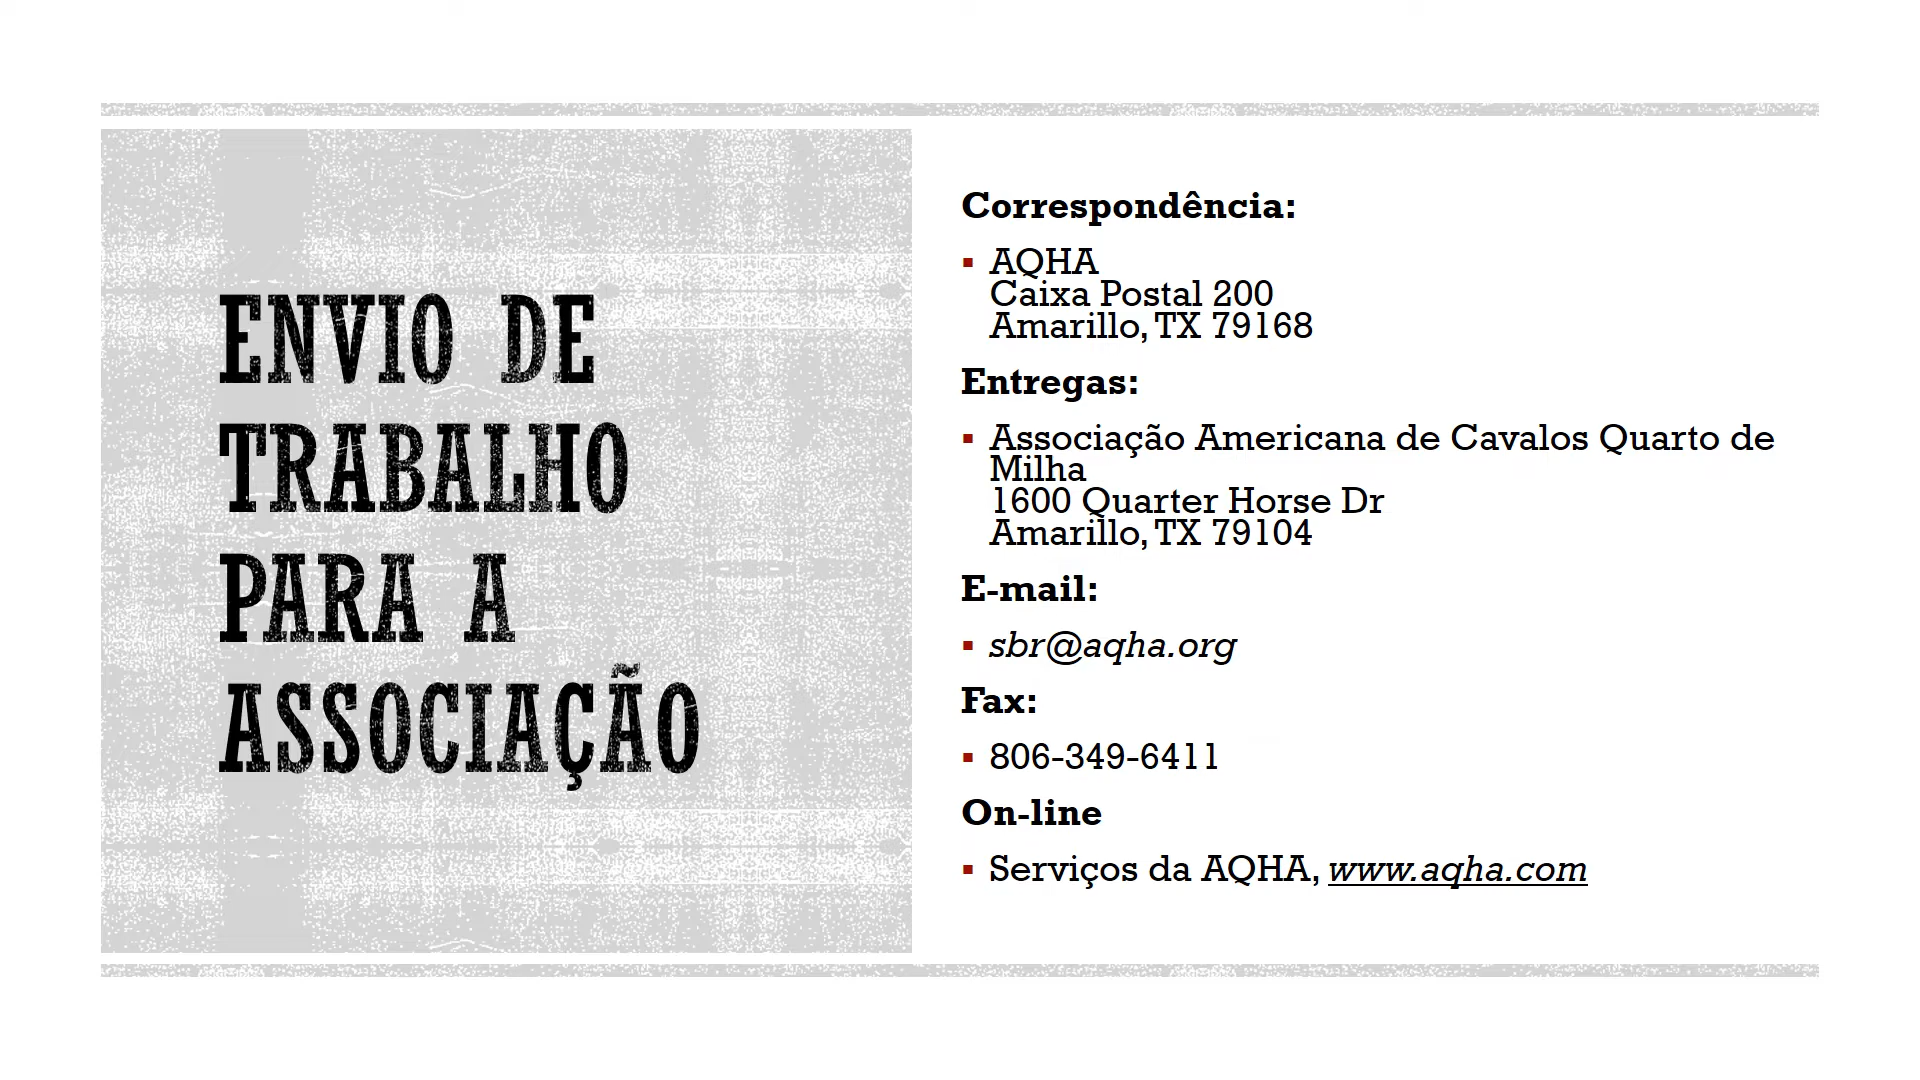 ENVIO DE
TRABALHO
PARA A
ASSOCIAÇÃO
Correspondência:
▪ AQHA
Caixa Postal 200
Amarillo, TX 79168
Entregas:
▪ Associação Americana de Cavalos Quarto de
Milha
1600 Quarter Horse Dr
Amarillo, TX 79104
E-mail:
▪ sbr@aqha.org
Fax:
▪ 806-349-6411
On-line
▪ Serviços da AQHA, www.aqha.com